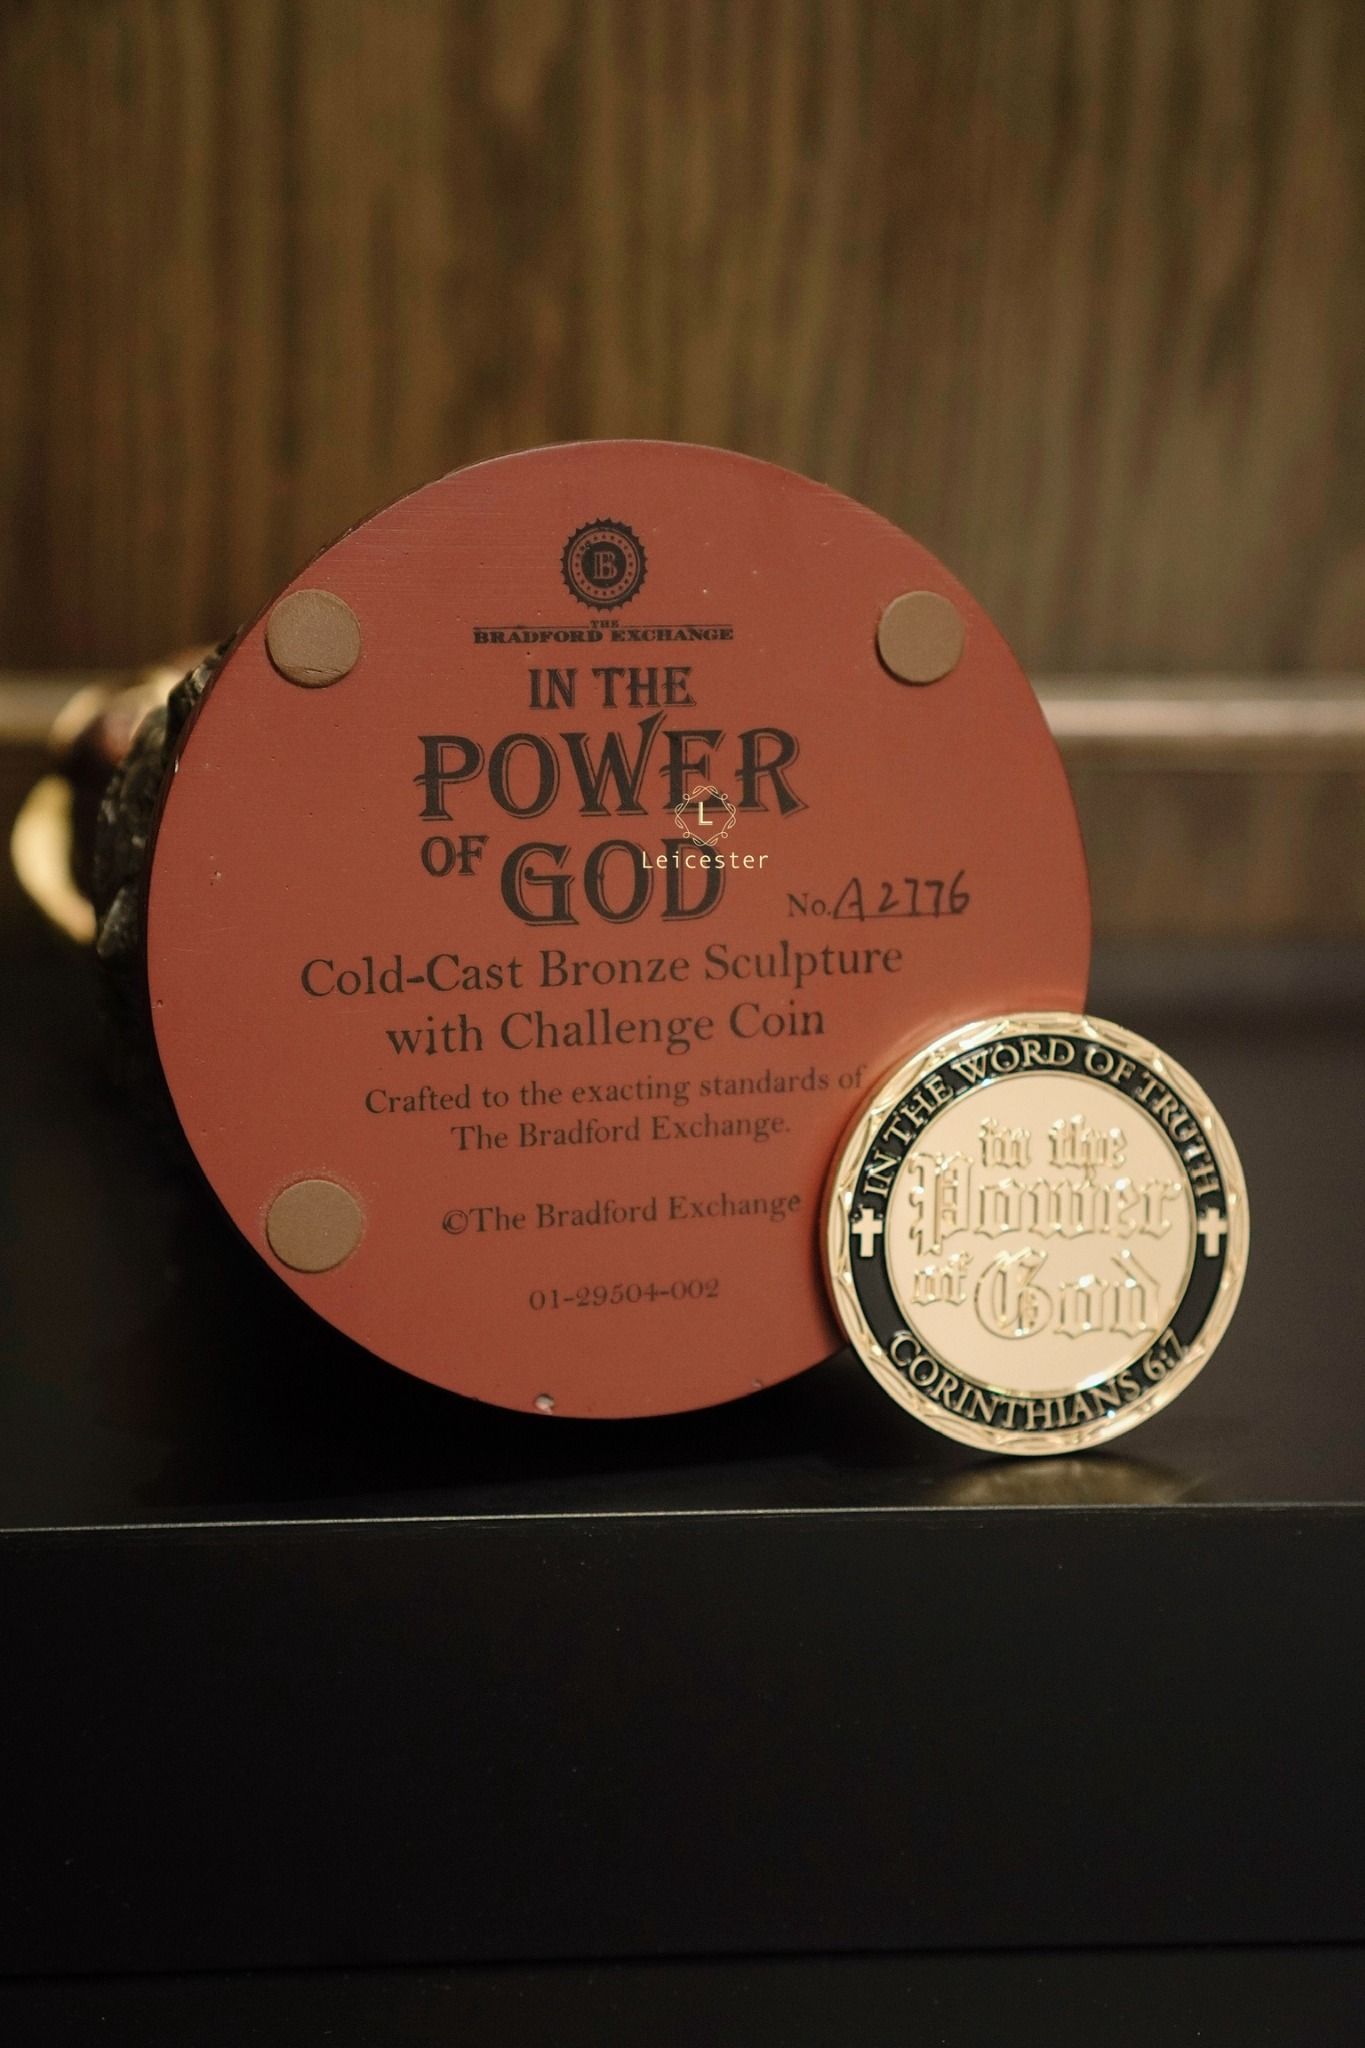 B
THE
BRADFORD EXCHANGE
IN THE
POWER
OF GOD
L
Leicester
No. A2776
Cold-Cast Bronze Sculpture
with Challenge Coin
Crafted to the exacting standards of
The Bradford Exchange.
©The Bradford Exchange
01-29504-002
IN THE WORD OF TRUTH
in the
Power
of God
CORINTHIANS 6:7